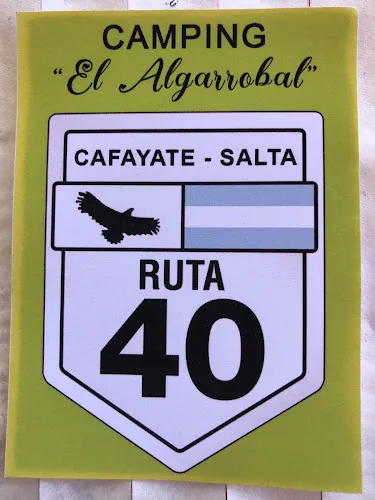 CAMPING
"El Algarrobal"
CAFAYATE - SALTA
RUTA
40